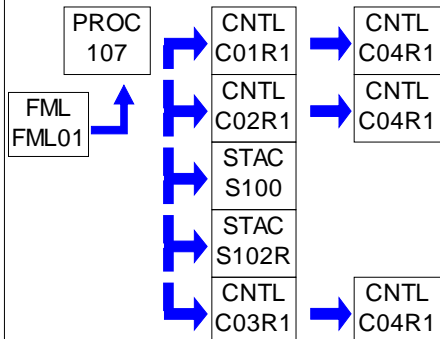 PROC
107
FML
FML01
CNTL
C01R1
CNTL
C04R1
CNTL
C02R1
CNTL
C04R1
STAC
S100
STAC
S102R
CNTL
C03R1
CNTL
C04R1